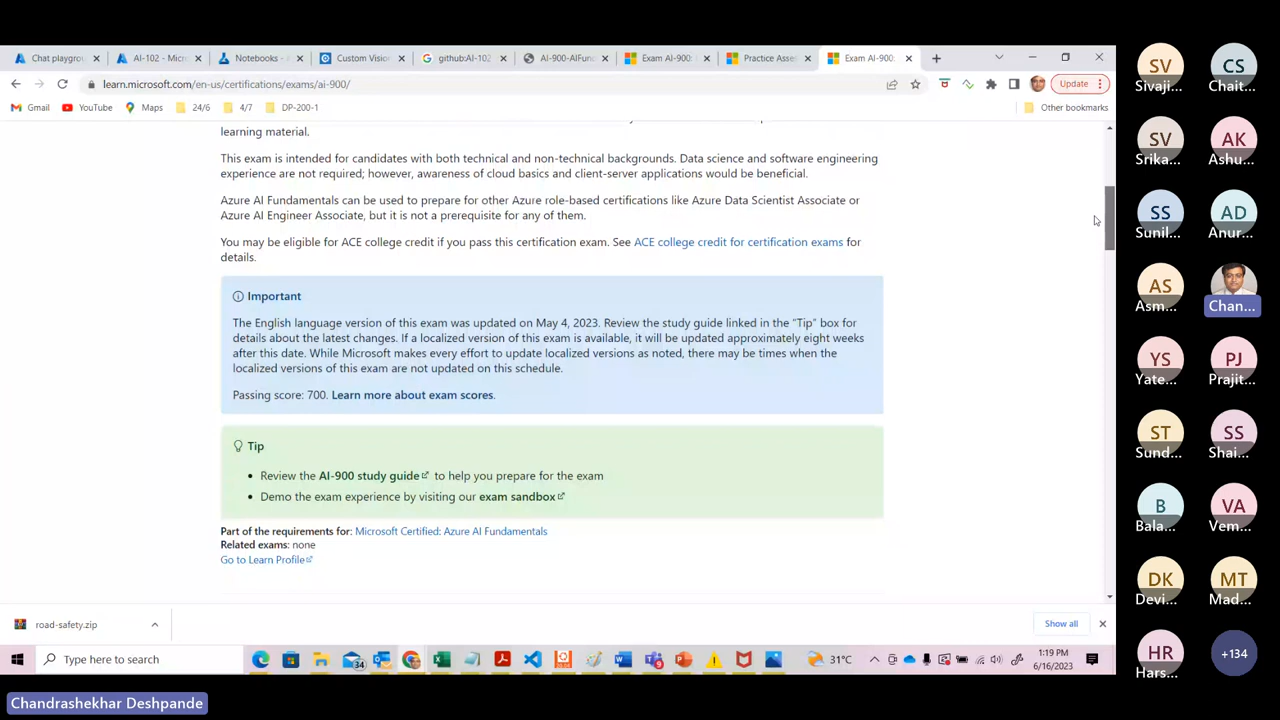 Chat playgrou
AI-102 - Micro
Notebooks - A
Custom Visio
github:AI-102
AI-900-AIFun
Exam AI-900:
Practice Asse
Exam AI-900:
learn.microsoft.com/en-us/certifications/exams/ai-900/
Update
Gmail
YouTube
Maps
24/6
4/7
DP-200-1
Other bookmarks
learning material.
This exam is intended for candidates with both technical and non-technical backgrounds. Data science and software engineering
experience are not required; however, awareness of cloud basics and client-server applications would be beneficial.
Azure AI Fundamentals can be used to prepare for other Azure role-based certifications like Azure Data Scientist Associate or
Azure AI Engineer Associate, but it is not a prerequisite for any of them.
You may be eligible for ACE college credit if you pass this certification exam. See ACE college credit for certification exams for
details.
Important
The English language version of this exam was updated on May 4, 2023. Review the study guide linked in the “Tip” box for
details about the latest changes. If a localized version of this exam is available, it will be updated approximately eight weeks
after this date. While Microsoft makes every effort to update localized versions as noted, there may be times when the
localized versions of this exam are not updated on this schedule.
Passing score: 700. Learn more about exam scores.
Tip
• Review the AI-900 study guide to help you prepare for the exam
• Demo the exam experience by visiting our exam sandbox
Part of the requirements for: Microsoft Certified: Azure AI Fundamentals
Related exams: none
Go to Learn Profile
road-safety.zip
Show all
Type here to search
34
31°C
1:19 PM
6/16/2023
Chandrashekhar Deshpande
SV
Sivaji...
CS
Chait...
SV
Srika...
AK
Ashu...
SS
Sunil...
AD
Anur...
AS
Asm...
Chan...
YS
Yate...
PJ
Prajit...
ST
Sund...
SS
Shai...
B
Bala...
VA
Vem...
DK
Devi...
MT
Mad...
HR
Hars...
+134